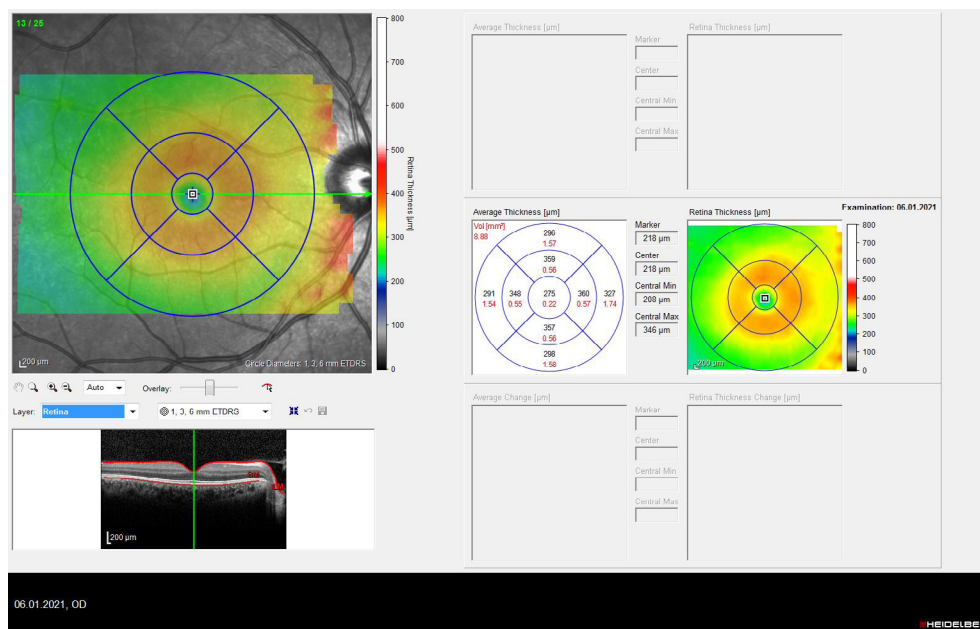 13 / 25
800
700
600
500
400
300
200
100
0
Retina Thickness [µm]
200 µm
Circle Diameters: 1, 3, 6 mm ETDRS
Auto
Overlay:
Layer: Retina
1, 3, 6 mm ETDRS
ILM
200 µm
Average Thickness [µm]
Marker
Center
Central Min
Central Max
Retina Thickness [µm]
Examination: 06.01.2021
Average Thickness [µm]
Vol [mm³]
8.88
296
1.57
359
0.56
291 348 275 360 327
1.54 0.55 0.22 0.57 1.74
357
0.56
298
1.58
Marker
218 µm
Center
218 µm
Central Min
208 µm
Central Max
346 µm
Retina Thickness [µm]
200 µm
800
700
600
500
400
300
200
100
0
Average Change [µm]
Marker
Center
Central Min
Central Max
Retina Thickness Change [µm]
06.01.2021, OD
HEIDELBE